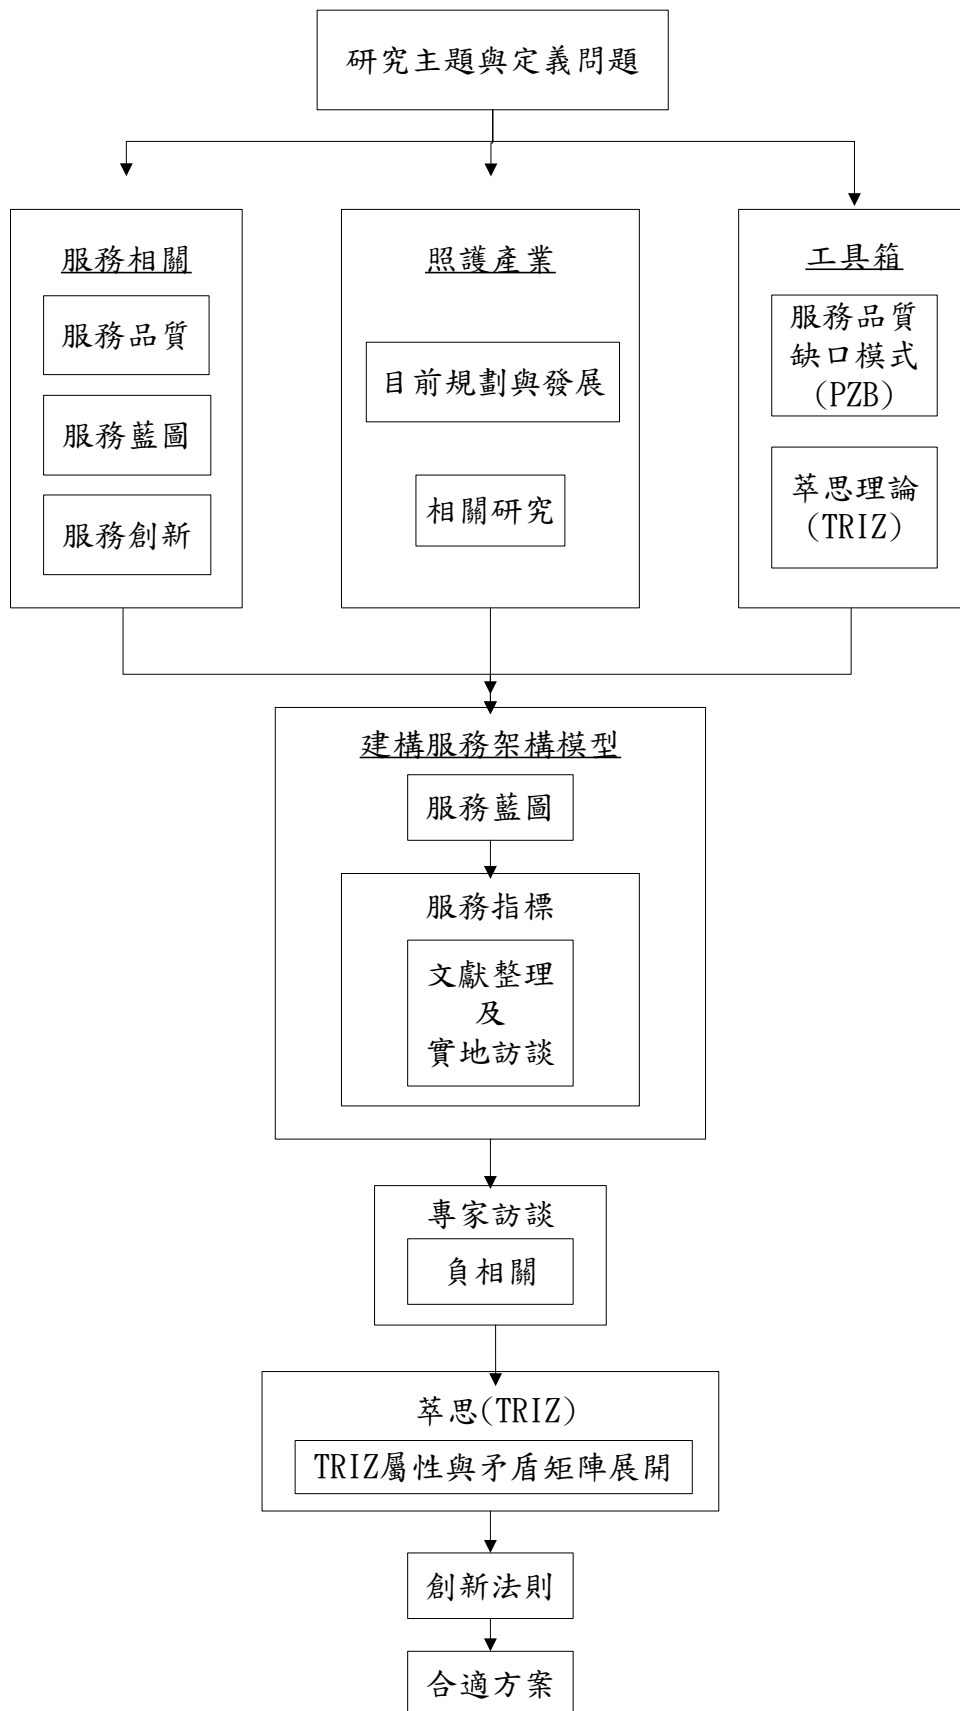 研究主題與定義問題
服務相關
服務品質
服務藍圖
服務創新
照護產業
目前規劃與發展
相關研究
工具箱
服務品質
缺口模式
(PZB)
萃思理論
(TRIZ)
建構服務架構模型
服務藍圖
服務指標
文獻整理
及
實地訪談
專家訪談
負相關
萃思(TRIZ)
TRIZ屬性與矛盾矩陣展開
創新法則
合適方案